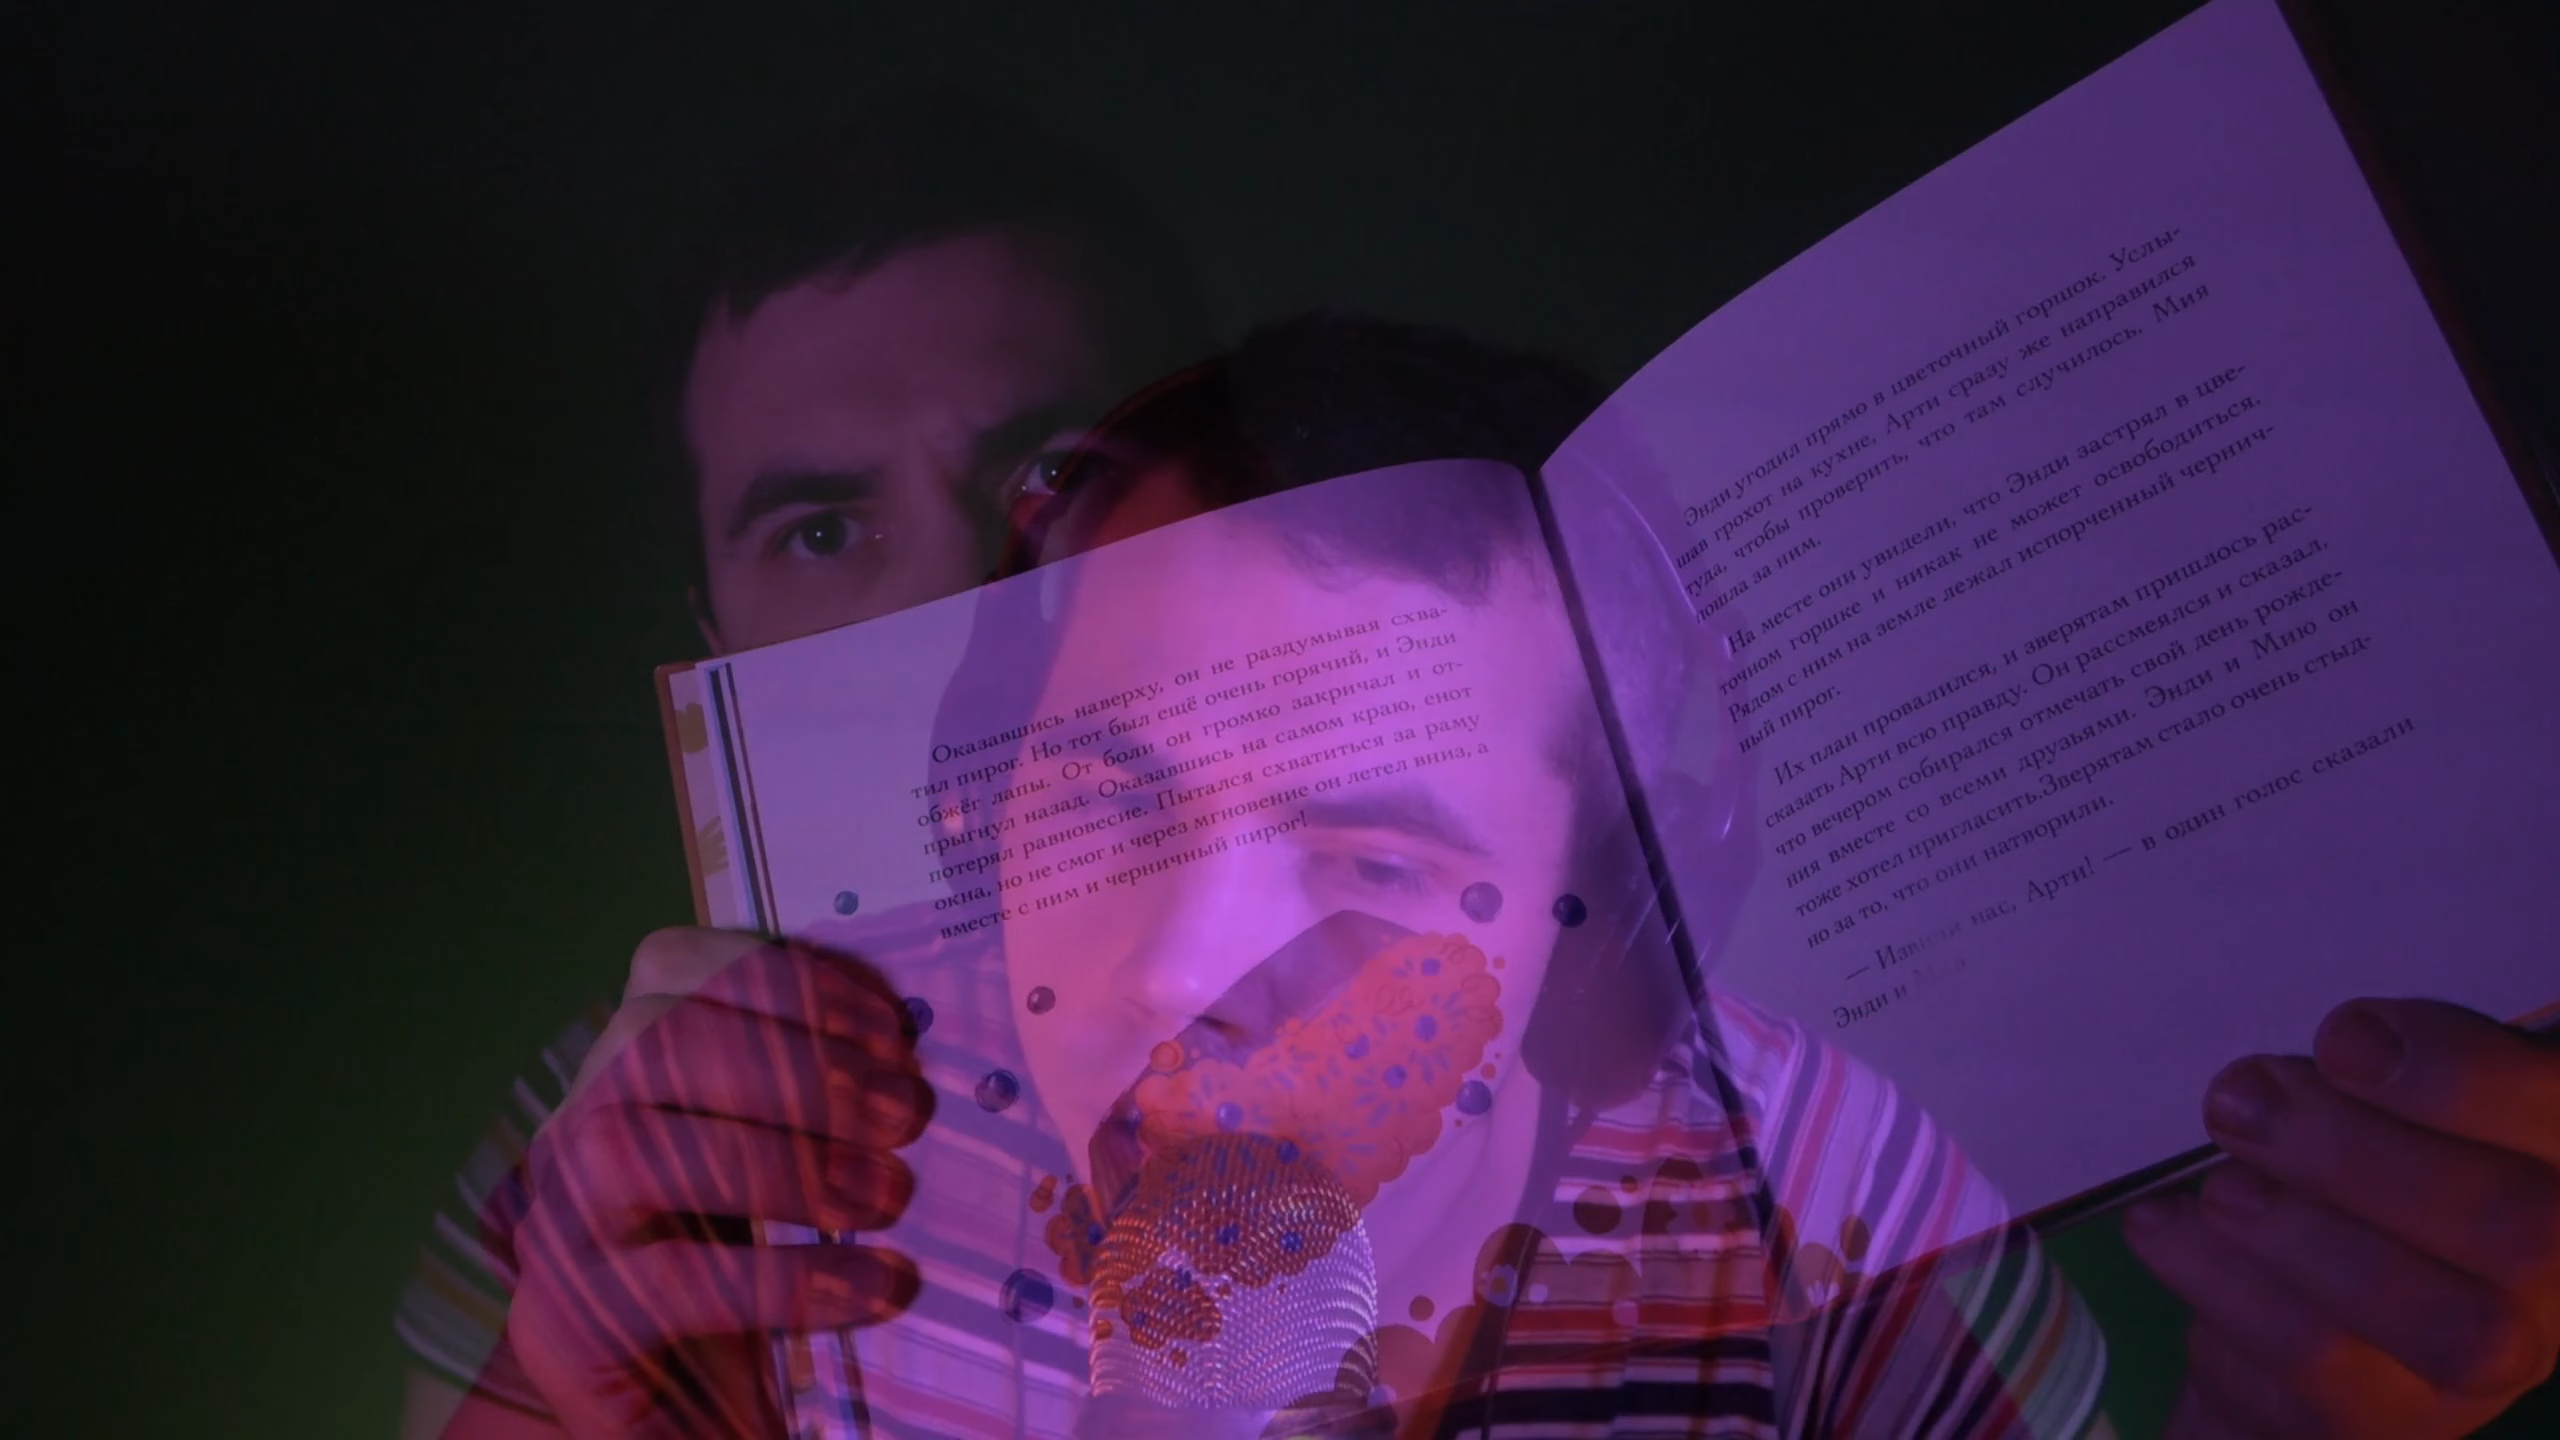 Оказавшись наверху, он не раздумывая схва-
тил пирог. Но тот был ещё очень горячий, и Энди
обжёг лапы. От боли он громко закричал и от-
прыгнул назад. Оказавшись на самом краю, енот
потерял равновесие. Пытался схватиться за раму
окна, но не смог и через мгновение он летел вниз, а
вместе с ним и черничный пирог!
Энди угодил прямо в цветочный горшок. Услы-
шав грохот на кухне, Арти сразу же направился
туда, чтобы проверить, что там случилось. Мия
пошла за ним.
На месте они увидели, что Энди застрял в цве-
точном горшке и никак не может освободиться.
Рядом с ним на земле лежал испорченный чернич-
ный пирог.
Их план провалился, и зверятам пришлось рас-
сказать Арти всю правду. Он рассмеялся и сказал,
что вечером собирался отмечать свой день рожде-
ния вместе со всеми друзьями. Энди и Мию он
тоже хотел пригласить.Зверятам стало очень стыд-
но за то, что они натворили.
— Извини нас, Арти! — в один голос сказали
Энди и Мия.